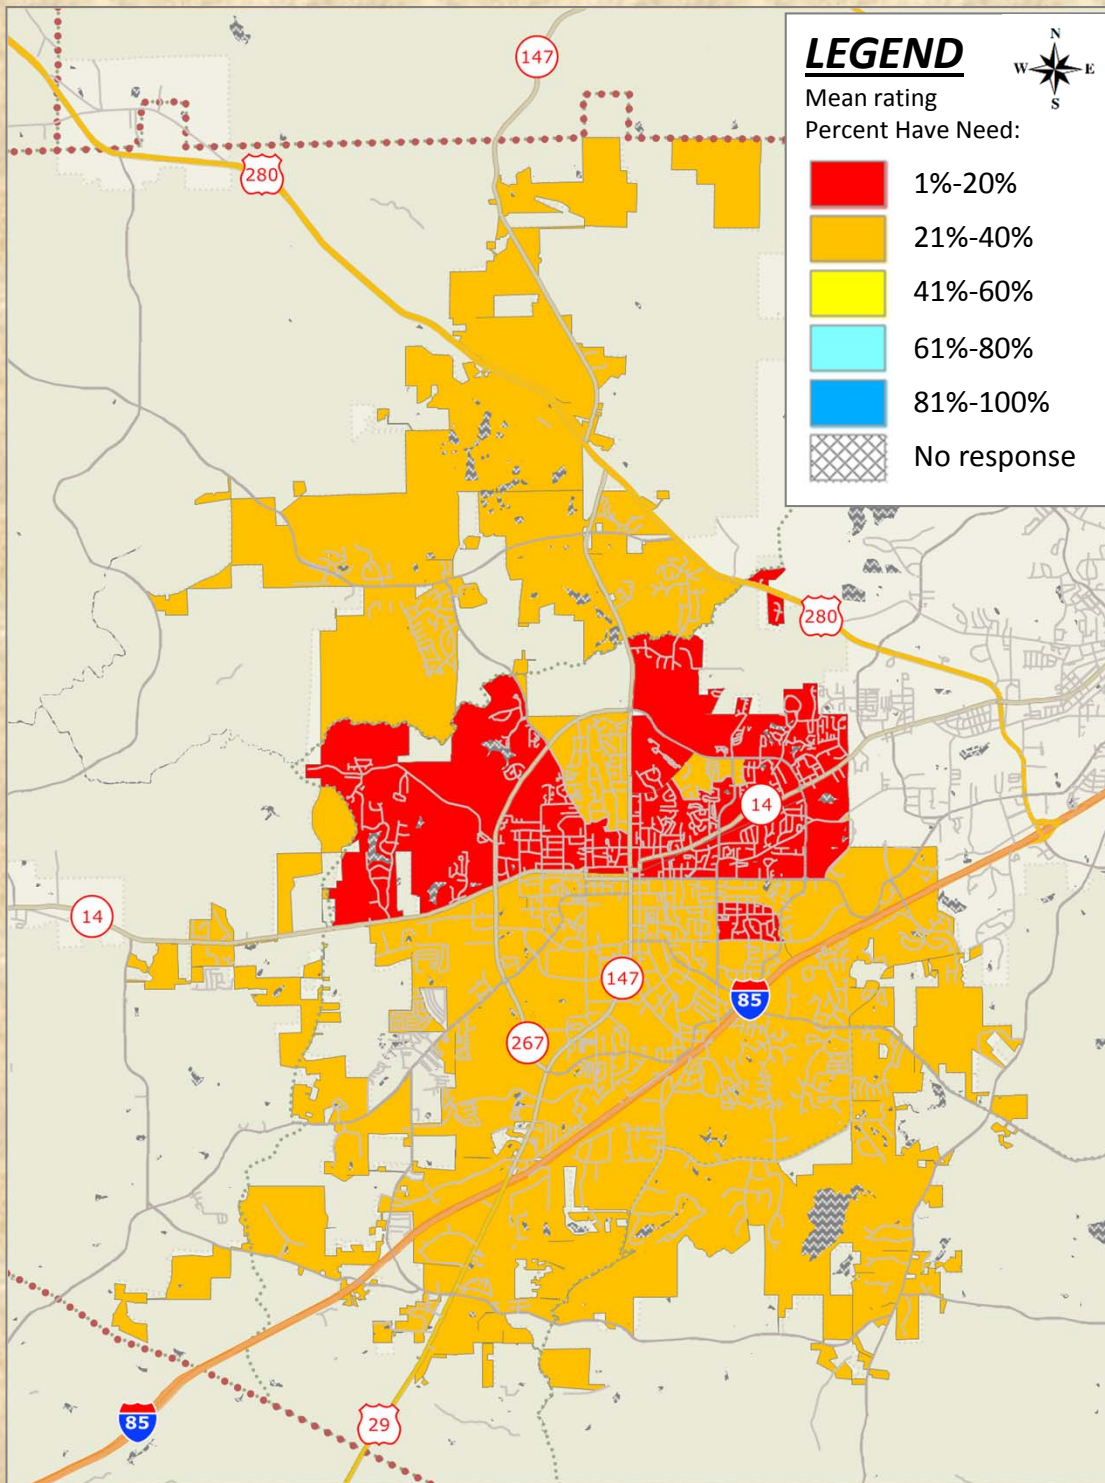 LEGEND
N
W E
S
Mean rating
Percent Have Need:
1%-20%
21%-40%
41%-60%
61%-80%
81%-100%
No response
147
280
280
14
14
147
85
267
85
29